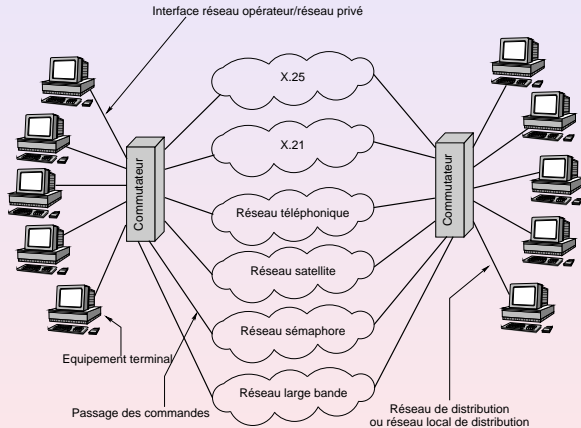 Interface réseau opérateur/réseau privé
X.25
X.21
Commutateur
Commutateur
Réseau téléphonique
Réseau satellite
Réseau sémaphore
Equipement terminal
Réseau large bande
Passage des commandes
Réseau de distribution
ou réseau local de distribution